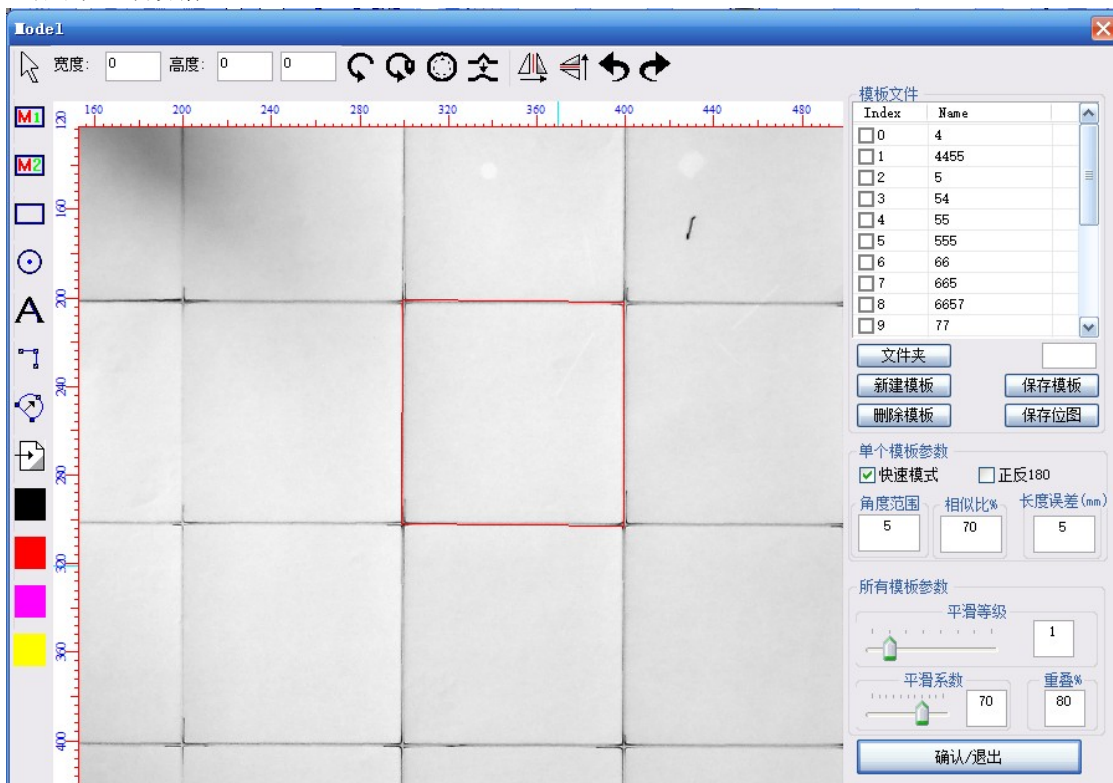 Model
宽度: 0 高度: 0 0
M1
M2
A
160 200 240 280 320 360 400 440 480
120
160
200
240
280
320
360
400
模板文件
Index Name
0 4
1 4455
2 5
3 54
4 55
5 555
6 66
7 665
8 6657
9 77
文件夹
新建模板 保存模板
删除模板 保存位图
单个模板参数
快速模式 正反180
角度范围 相似比% 长度误差(mm)
5 70 5
所有模板参数
平滑等级
1
平滑系数 重叠%
70 80
确认/退出